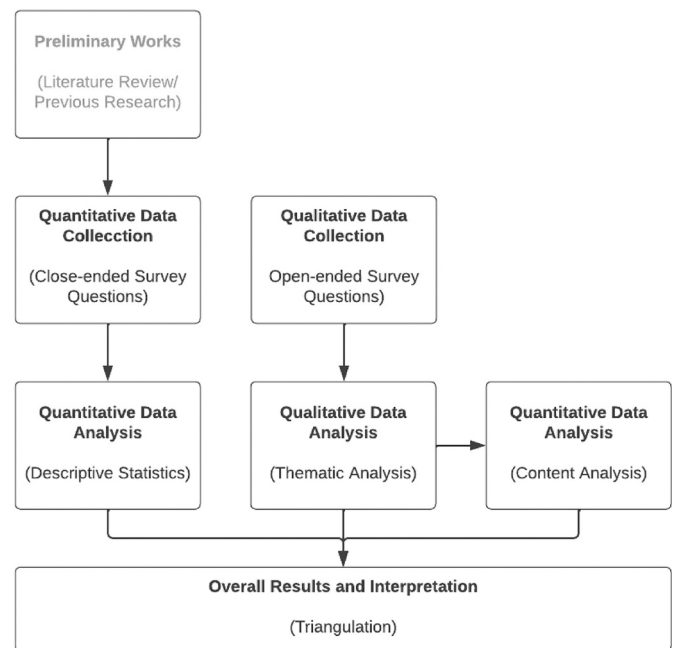 Preliminary Works
(Literature Review/
Previous Research)
Quantitative Data
Collecction
(Close-ended Survey
Questions)
Qualitative Data
Collection
Open-ended Survey
Questions)
Quantitative Data
Analysis
(Descriptive Statistics)
Qualitative Data
Analysis
(Thematic Analysis)
Quantitative Data
Analysis
(Content Analysis)
Overall Results and Interpretation
(Triangulation)